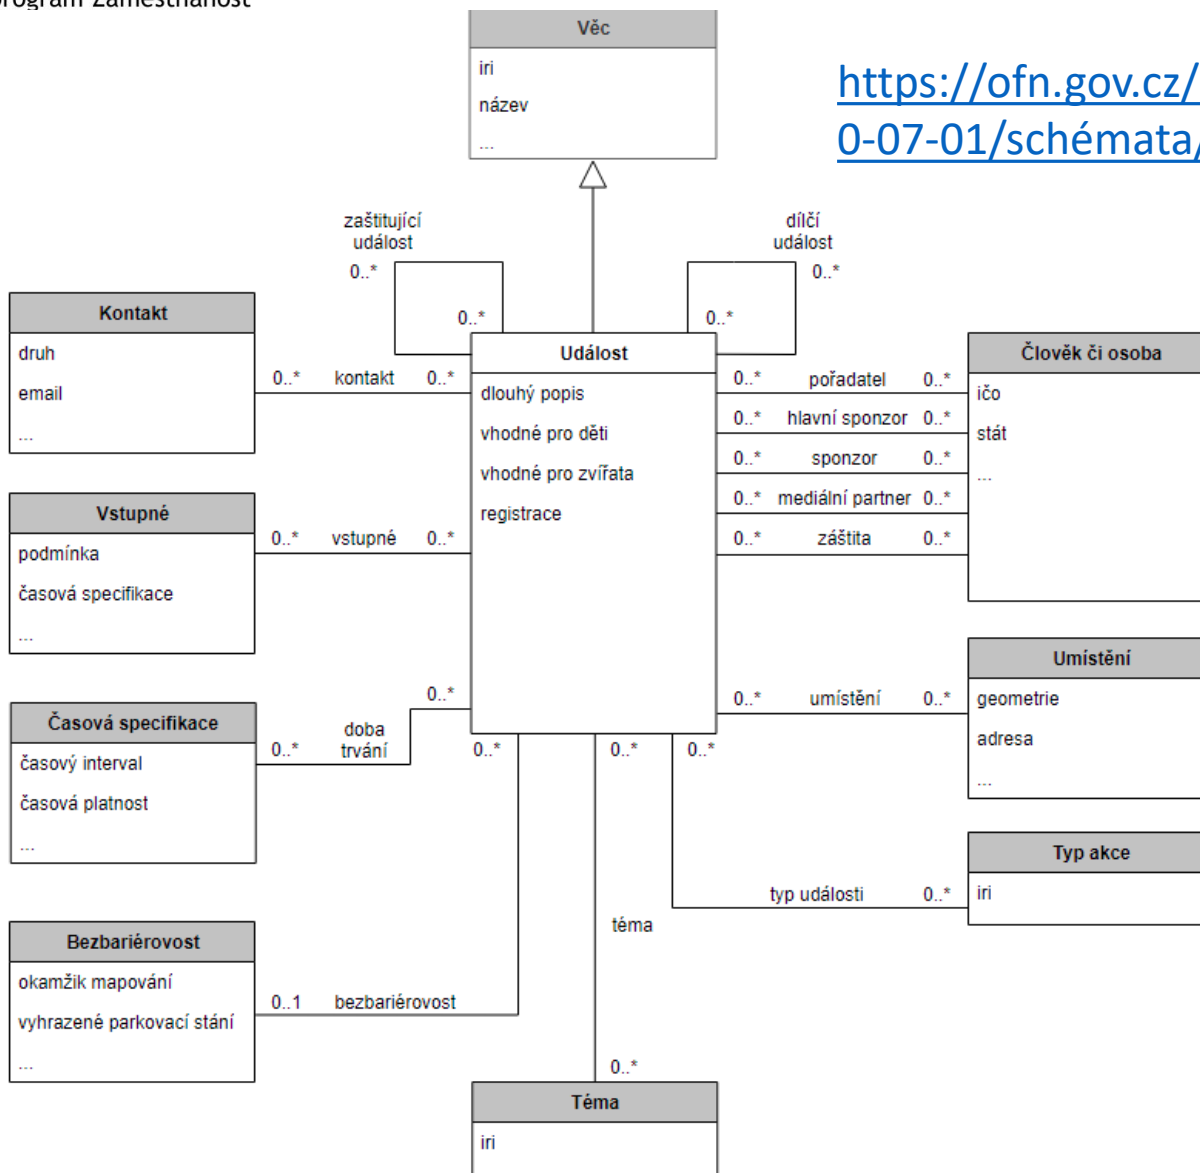 program Zaměstnanost
Věc
iri
název
...
https://ofn.gov.cz/
0-07-01/schémata/
zaštitující
událost
0..*
0..*
dílčí
událost
0..*
0..*
Kontakt
druh
email
...
0..* kontakt 0..*
Událost
dlouhý popis
vhodné pro děti
vhodné pro zvířata
registrace
0..* pořadatel 0..*
0..* hlavní sponzor 0..*
0..* sponzor 0..*
0..* mediální partner 0..*
0..* záštita 0..*
Člověk či osoba
ičo
stát
...
Vstupné
podmínka
časová specifikace
...
0..* vstupné 0..*
Umístění
geometrie
adresa
...
0..* umístění 0..*
Časová specifikace
časový interval
časová platnost
...
0..*
doba
trvání
0..*
0..*
0..*
0..*
Typ akce
iri
typ události 0..*
Bezbariérovost
okamžik mapování
vyhrazené parkovací stání
...
0..1 bezbariérovost
téma
0..*
Téma
iri